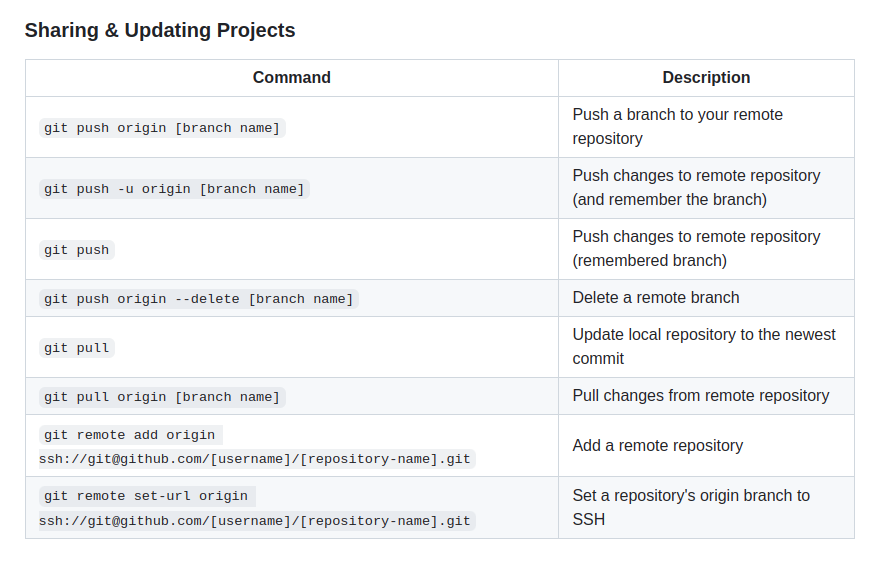 Sharing & Updating Projects
Command
Description
git push origin [branch name]
Push a branch to your remote
repository
git push -u origin [branch name]
Push changes to remote repository
(and remember the branch)
git push
Push changes to remote repository
(remembered branch)
git push origin --delete [branch name]
Delete a remote branch
git pull
Update local repository to the newest
commit
git pull origin [branch name]
Pull changes from remote repository
git remote add origin
ssh://git@github.com/[username]/[repository-name].git
Add a remote repository
git remote set-url origin
ssh://git@github.com/[username]/[repository-name].git
Set a repository's origin branch to
SSH